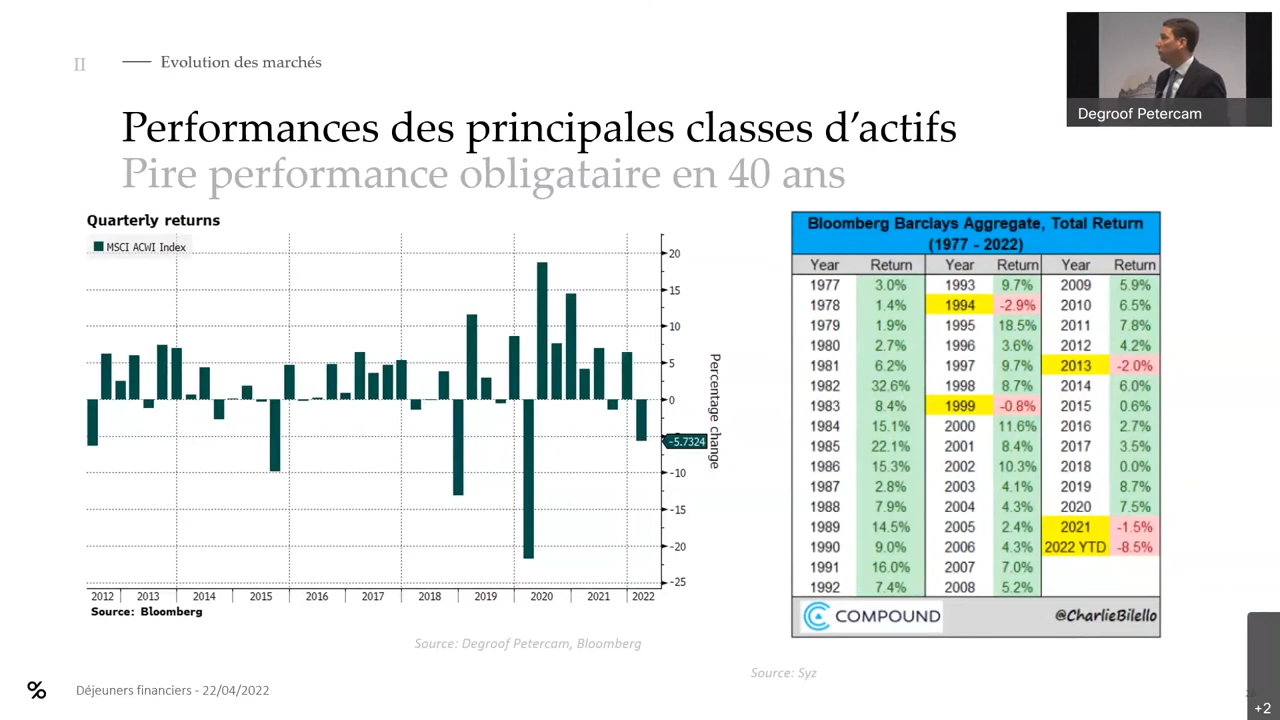 II
Evolution des marchés
Degroof Petercam
Performances des principales classes d’actifs
Pire performance obligataire en 40 ans
Quarterly returns
MSCI ACWI Index
20
15
10
5
0
-5.7324
-10
-15
-20
-25
Percentage change
2012 2013 2014 2015 2016 2017 2018 2019 2020 2021 2022
Source: Bloomberg
Source: Degroof Petercam, Bloomberg
Bloomberg Barclays Aggregate, Total Return
(1977 - 2022)
Year Return Year Return Year Return
1977 3.0% 1993 9.7% 2009 5.9%
1978 1.4% 1994 -2.9% 2010 6.5%
1979 1.9% 1995 18.5% 2011 7.8%
1980 2.7% 1996 3.6% 2012 4.2%
1981 6.2% 1997 9.7% 2013 -2.0%
1982 32.6% 1998 8.7% 2014 6.0%
1983 8.4% 1999 -0.8% 2015 0.6%
1984 15.1% 2000 11.6% 2016 2.7%
1985 22.1% 2001 8.4% 2017 3.5%
1986 15.3% 2002 10.3% 2018 0.0%
1987 2.8% 2003 4.1% 2019 8.7%
1988 7.9% 2004 4.3% 2020 7.5%
1989 14.5% 2005 2.4% 2021 -1.5%
1990 9.0% 2006 4.3% 2022 YTD -8.5%
1991 16.0% 2007 7.0%
1992 7.4% 2008 5.2%
COMPOUND
@CharlieBilello
Source: Syz
Déjeuners financiers - 22/04/2022
+2